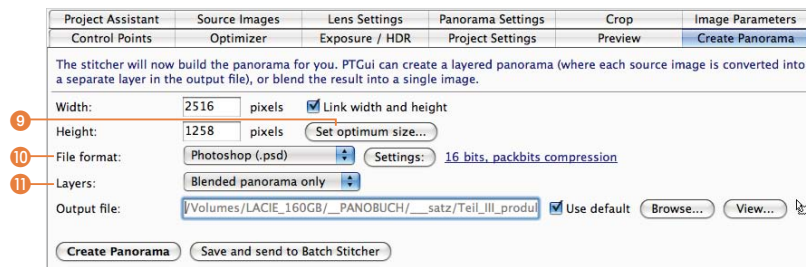 Project Assistant Source Images Lens Settings Panorama Settings Crop Image Parameters
Control Points Optimizer Exposure / HDR Project Settings Preview Create Panorama
The stitcher will now build the panorama for you. PTGui can create a layered panorama (where each source image is converted into
a separate layer in the output file), or blend the result into a single image.
Width: 2516 pixels Link width and height
9
Height: 1258 pixels Set optimum size...
10 File format: Photoshop (.psd) Settings: 16 bits, packbits compression
11 Layers: Blended panorama only
Output file: /Volumes/LACIE_160GB/__PANOBUCH/___satz/Teil_III_produl Use default Browse... View...
Create Panorama Save and send to Batch Stitcher